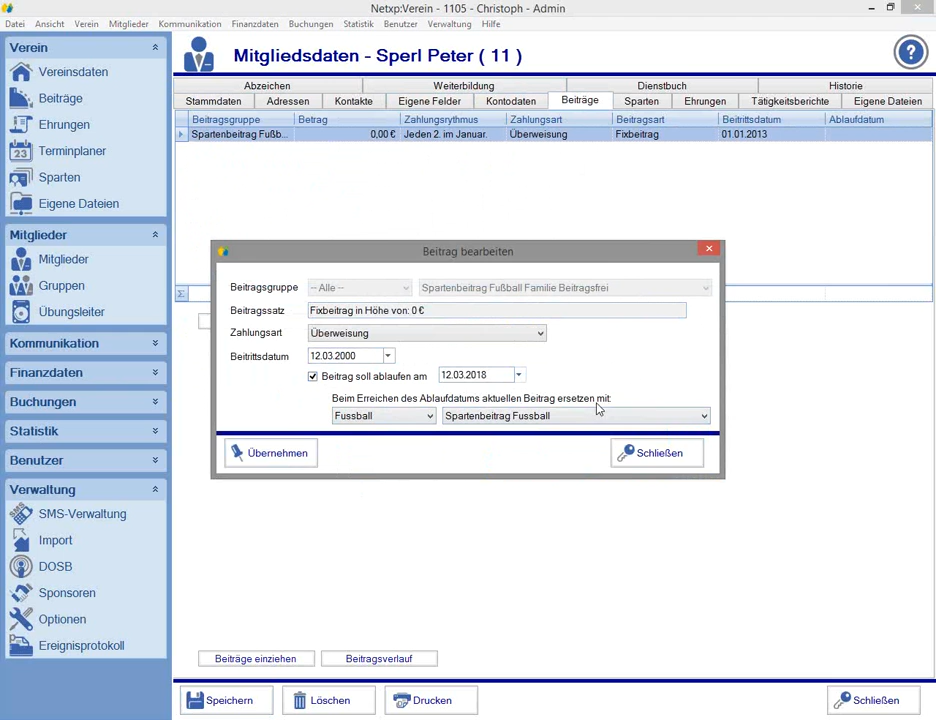 Netxp:Verein - 1105 - Christoph - Admin
Datei Ansicht Verein Mitglieder Kommunikation Finanzdaten Buchungen Statistik Benutzer Verwaltung Hilfe
Verein
Vereinsdaten
Beiträge
Ehrungen
23 Terminplaner
Sparten
Eigene Dateien
Mitglieder
Mitglieder
Gruppen
Übungsleiter
Kommunikation
Finanzdaten
Buchungen
Statistik
Benutzer
Verwaltung
SMS-Verwaltung
Import
DOSB
Sponsoren
Optionen
Ereignisprotokoll
Mitgliedsdaten - Sperl Peter ( 11 )
?
Abzeichen Weiterbildung Dienstbuch Historie
Stammdaten Adressen Kontakte Eigene Felder Kontodaten Beiträge Sparten Ehrungen Tätigkeitsberichte Eigene Dateien
Beitragsgruppe Betrag Zahlungsrythmus Zahlungsart Beitragsart Beitrittsdatum Ablaufdatum
Spartenbeitrag Fußb... 0,00 € Jeden 2. im Januar. Überweisung Fixbeitrag 01.01.2013
Σ
Beitrag bearbeiten
Beitragsgruppe -- Alle -- Spartenbeitrag Fußball Familie Beitragsfrei
Beitragssatz Fixbeitrag in Höhe von: 0 €
Zahlungsart Überweisung
Beitrittsdatum 12.03.2000
Beitrag soll ablaufen am 12.03.2018
Beim Erreichen des Ablaufdatums aktuellen Beitrag ersetzen mit:
Fussball Spartenbeitrag Fussball
Übernehmen Schließen
Beiträge einziehen Beitragsverlauf
Speichern Löschen Drucken Schließen